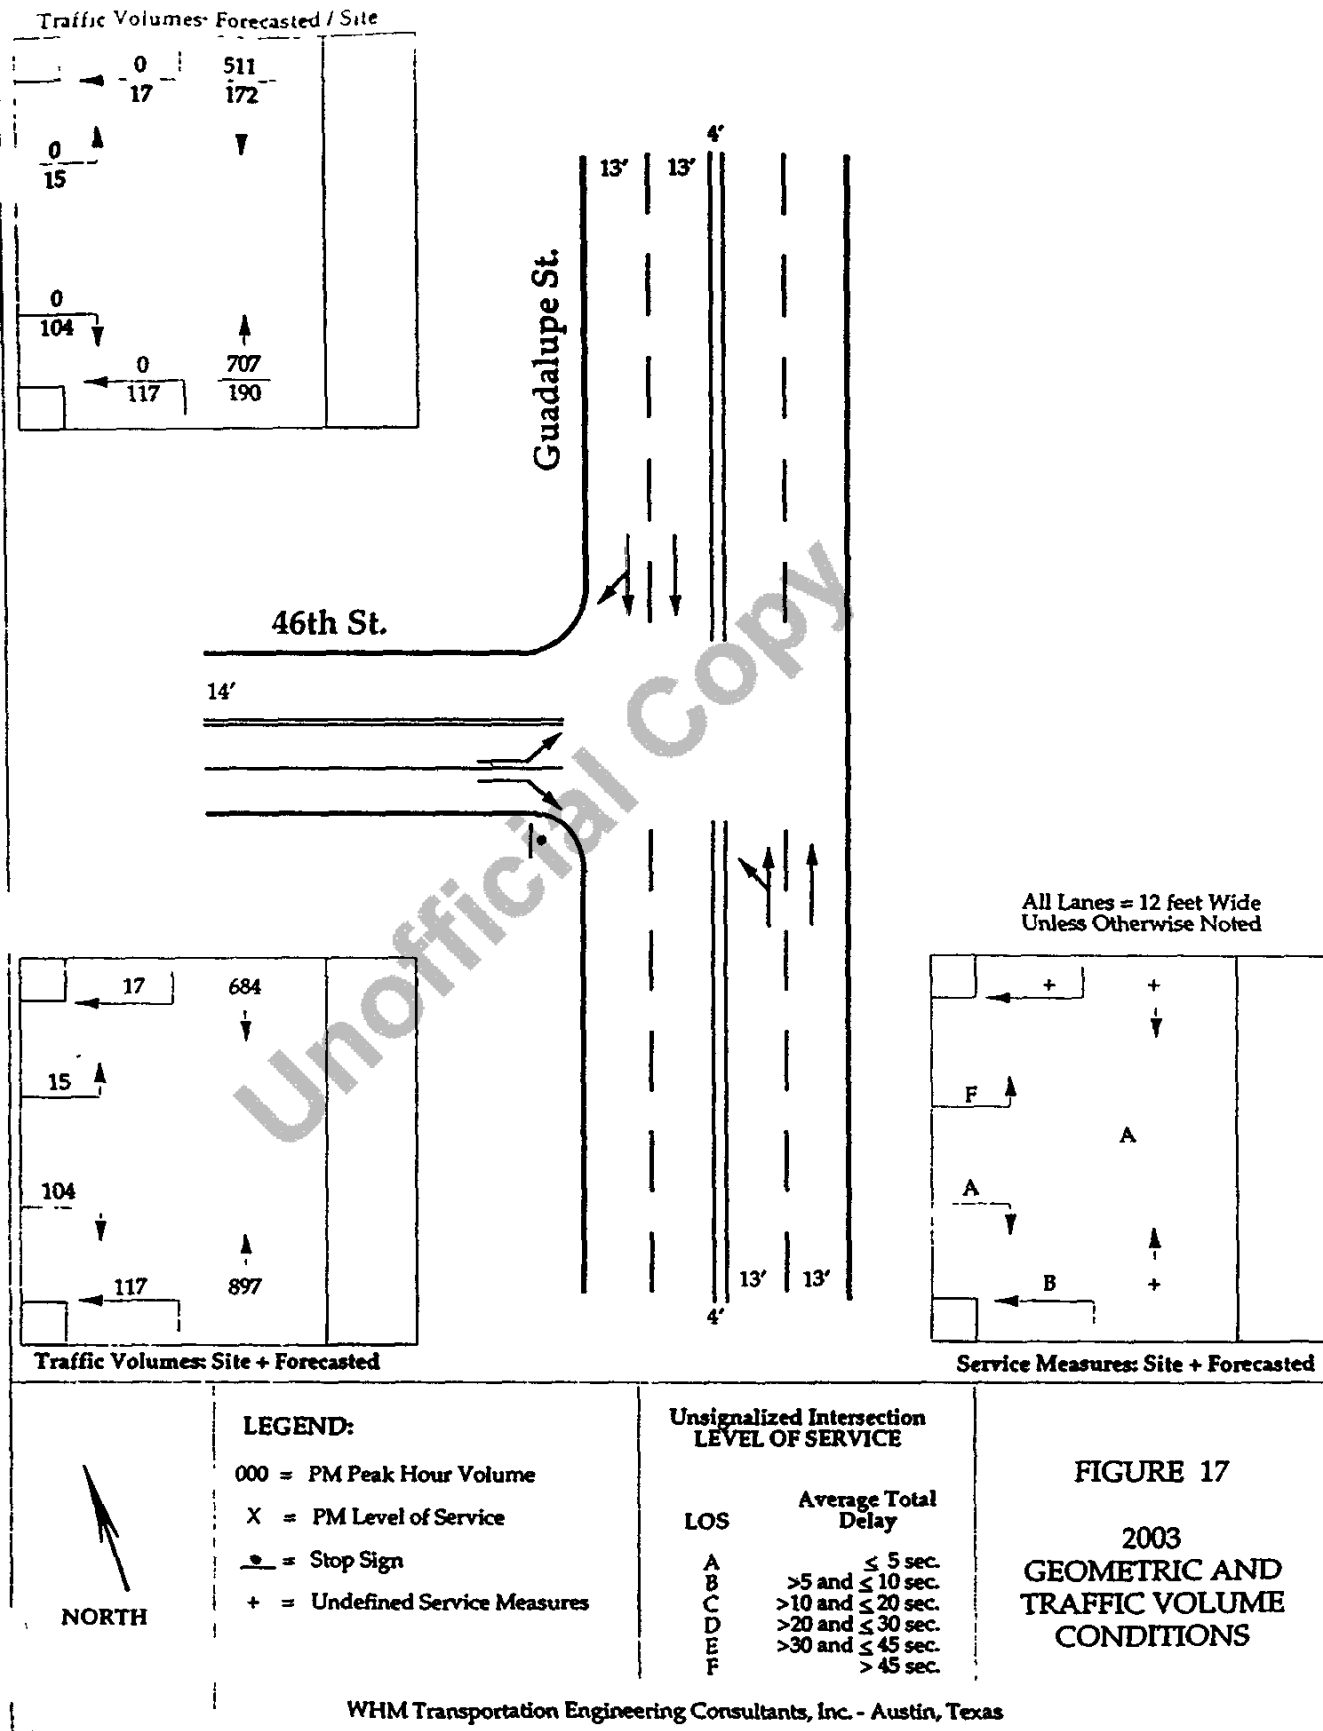 Traffic Volumes: Forecasted / Site
0
17
511
172
0
15
0
104
0
117
707
190
4'
13'
13'
Guadalupe St.
46th St.
14'
13'
13'
4'
All Lanes = 12 feet Wide
Unless Otherwise Noted
17
684
15
104
117
897
Traffic Volumes: Site + Forecasted
+
+
F
A
A
B
+
Service Measures: Site + Forecasted
Unofficial Copy
NORTH
LEGEND:
000 = PM Peak Hour Volume
X = PM Level of Service
= Stop Sign
+ = Undefined Service Measures
Unsignalized Intersection
LEVEL OF SERVICE
LOS
Average Total
Delay
A ≤ 5 sec.
B >5 and ≤ 10 sec.
C >10 and ≤ 20 sec.
D >20 and ≤ 30 sec.
E >30 and ≤ 45 sec.
F > 45 sec.
FIGURE 17
2003
GEOMETRIC AND
TRAFFIC VOLUME
CONDITIONS
WHM Transportation Engineering Consultants, Inc. - Austin, Texas